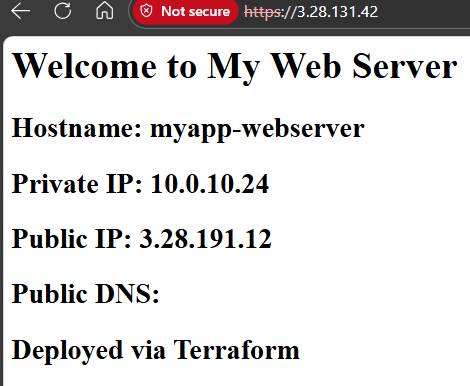 Not secure https://3.28.131.42
Welcome to My Web Server
Hostname: myapp-webserver
Private IP: 10.0.10.24
Public IP: 3.28.191.12
Public DNS:
Deployed via Terraform